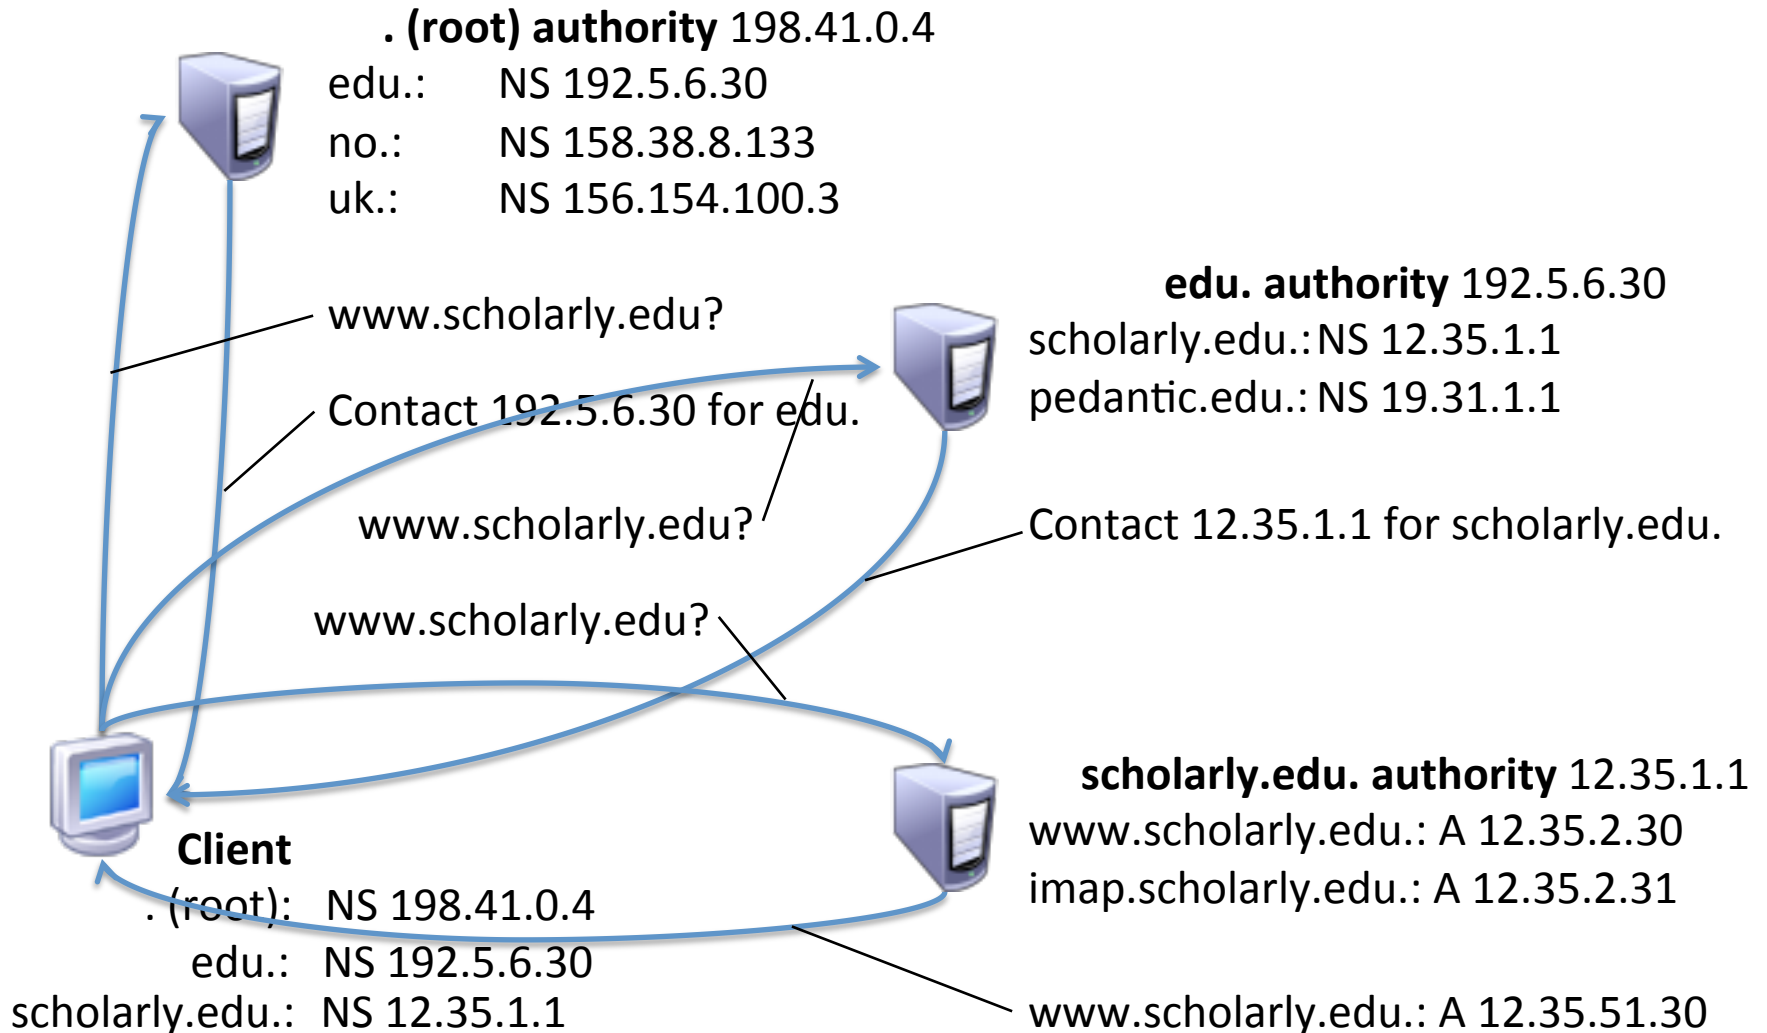 . (root) authority 198.41.0.4
edu.: NS 192.5.6.30
no.: NS 158.38.8.133
uk.: NS 156.154.100.3
edu. authority 192.5.6.30
scholarly.edu.: NS 12.35.1.1
pedantic.edu.: NS 19.31.1.1
www.scholarly.edu?
Contact 192.5.6.30 for edu.
www.scholarly.edu?
Contact 12.35.1.1 for scholarly.edu.
www.scholarly.edu?
scholarly.edu. authority 12.35.1.1
www.scholarly.edu.: A 12.35.2.30
imap.scholarly.edu.: A 12.35.2.31
Client
. (root): NS 198.41.0.4
edu.: NS 192.5.6.30
scholarly.edu.: NS 12.35.1.1
www.scholarly.edu.: A 12.35.51.30